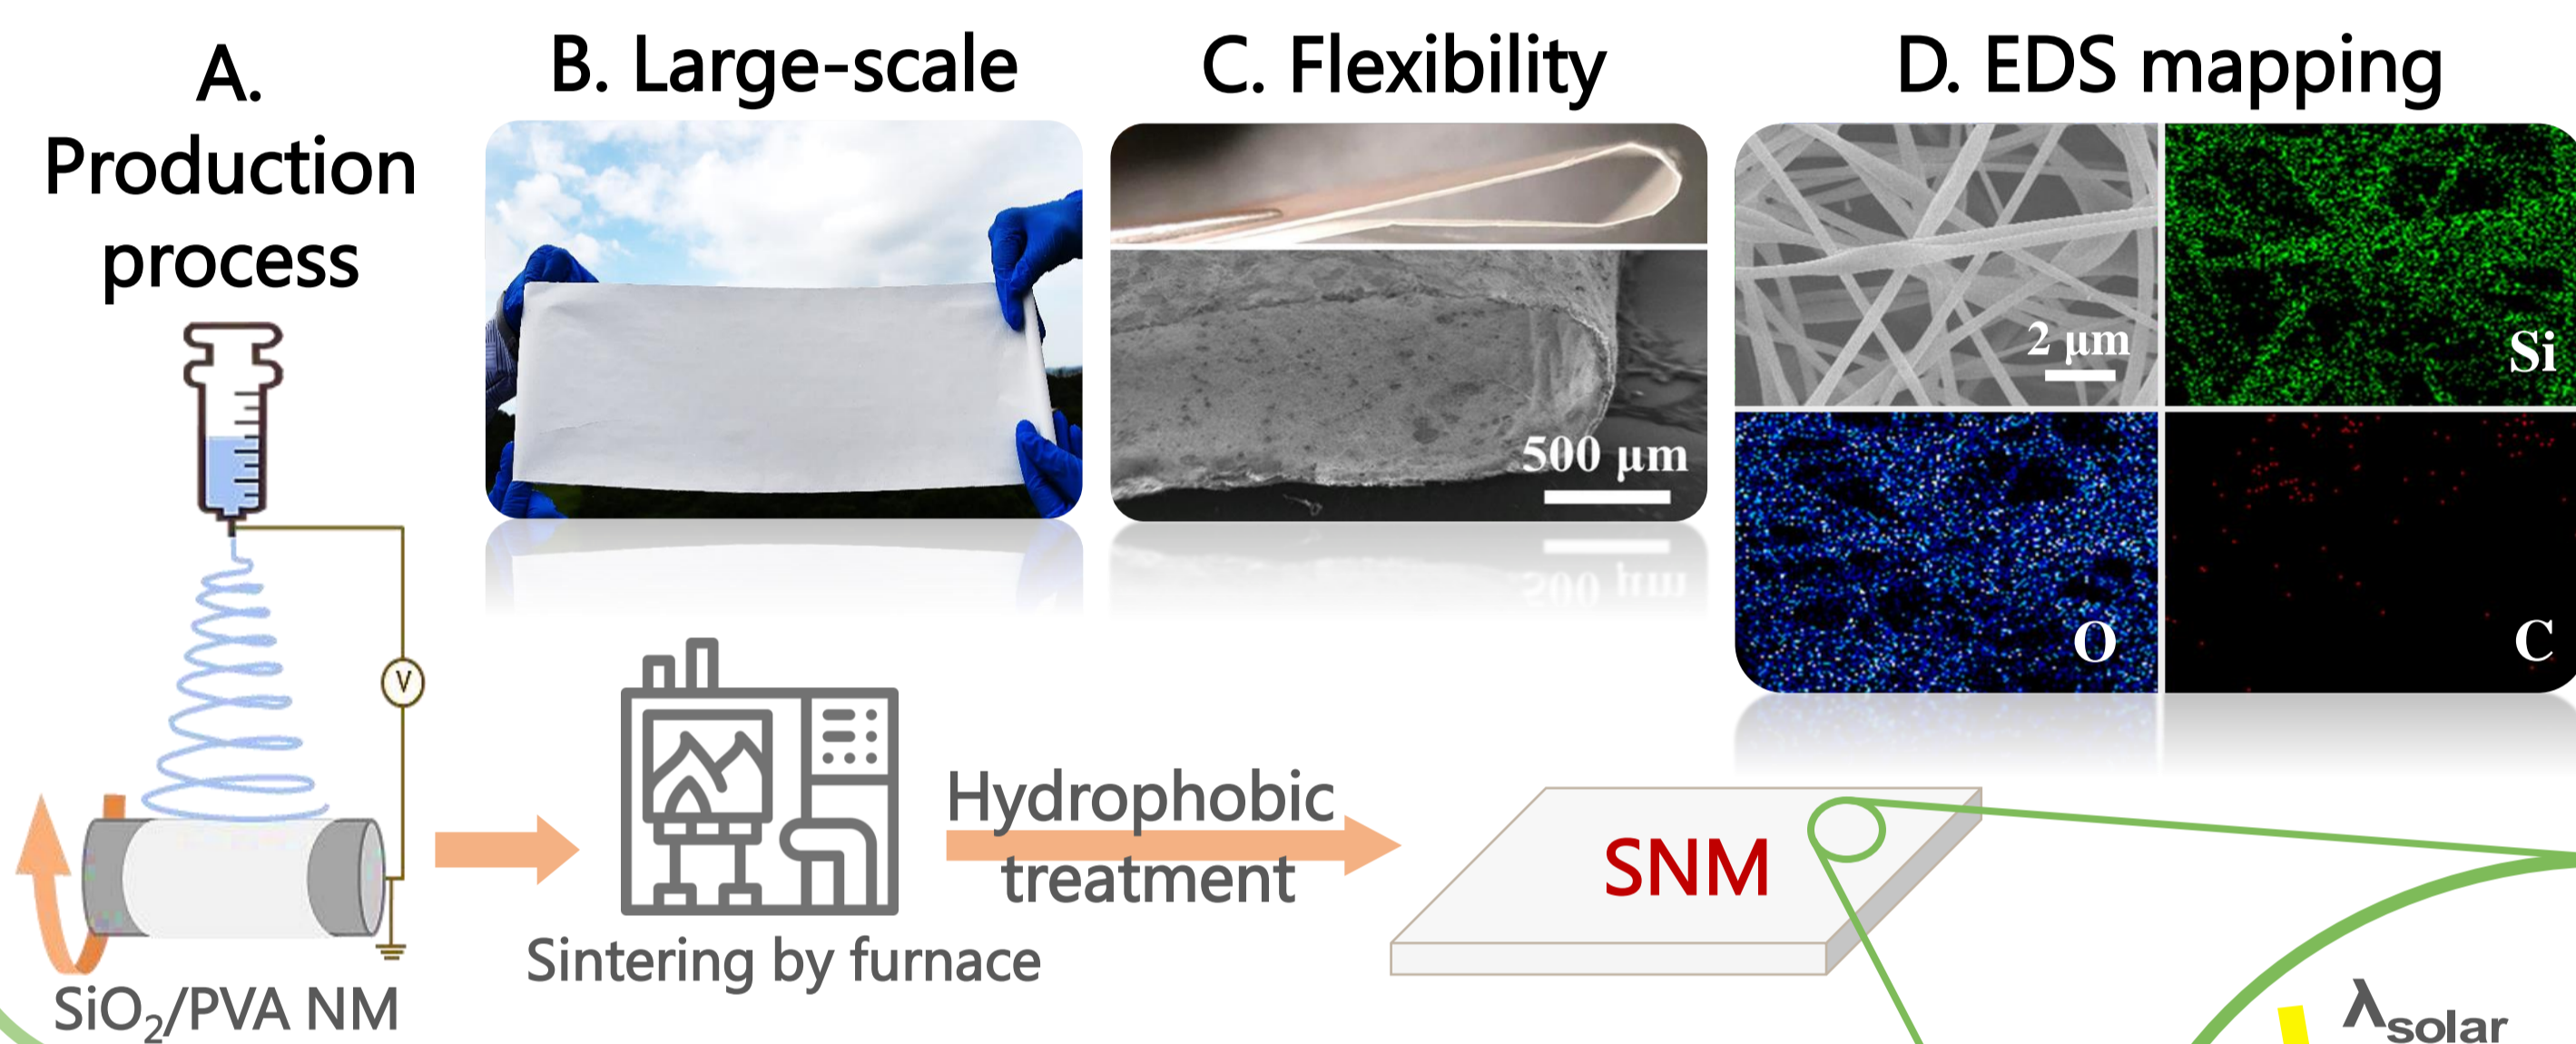 A.
Production
process
B. Large-scale
C. Flexibility
D. EDS mapping
500 µm
2 µm
Si
O
C
V
SiO₂/PVA NM
Sintering by furnace
Hydrophobic
treatment
SNM
λsolar